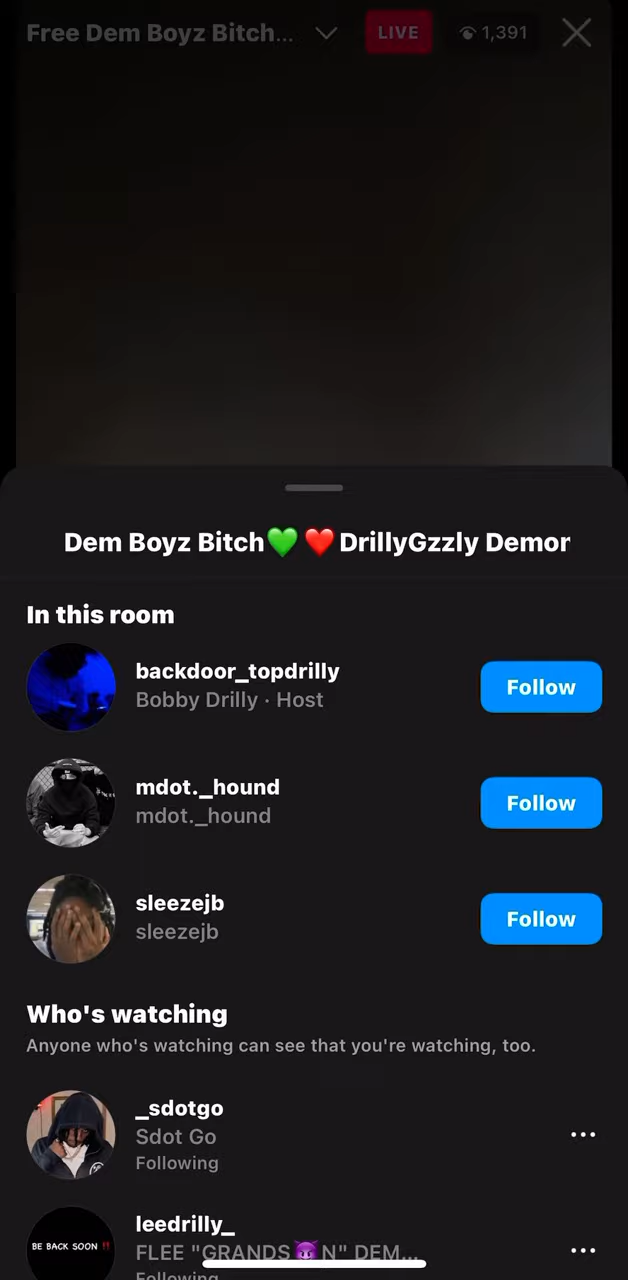 Free Dem Boyz Bitch...
LIVE
1,391
Dem Boyz Bitch💚 ❤️DrillyGzzly Demor
In this room
backdoor_topdrilly
Bobby Drilly · Host
Follow
mdot._hound
mdot._hound
Follow
sleezejb
sleezejb
Follow
Who's watching
Anyone who's watching can see that you're watching, too.
_sdotgo
Sdot Go
Following
BE BACK SOON ‼️
leedrilly_
FLEE "GRANDS😈N" DEM...
Following